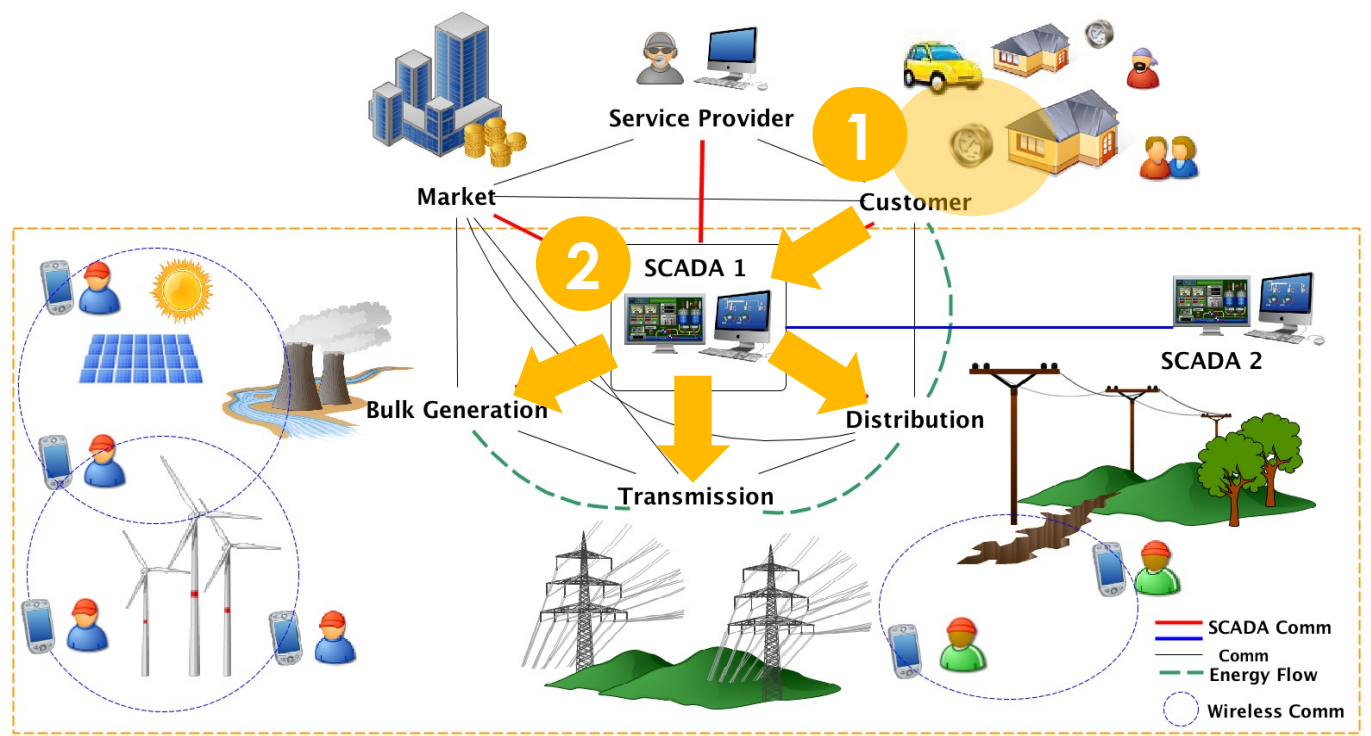 Service Provider
1
Market
Customer
2
SCADA 1
SCADA 2
Bulk Generation
Distribution
Transmission
SCADA Comm
Comm
Energy Flow
Wireless Comm